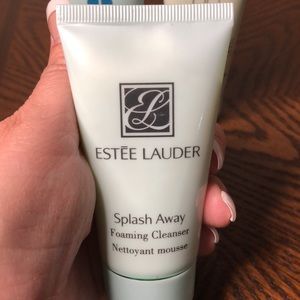 EL
ESTĒE LAUDER
Splash Away
Foaming Cleanser
Nettoyant mousse